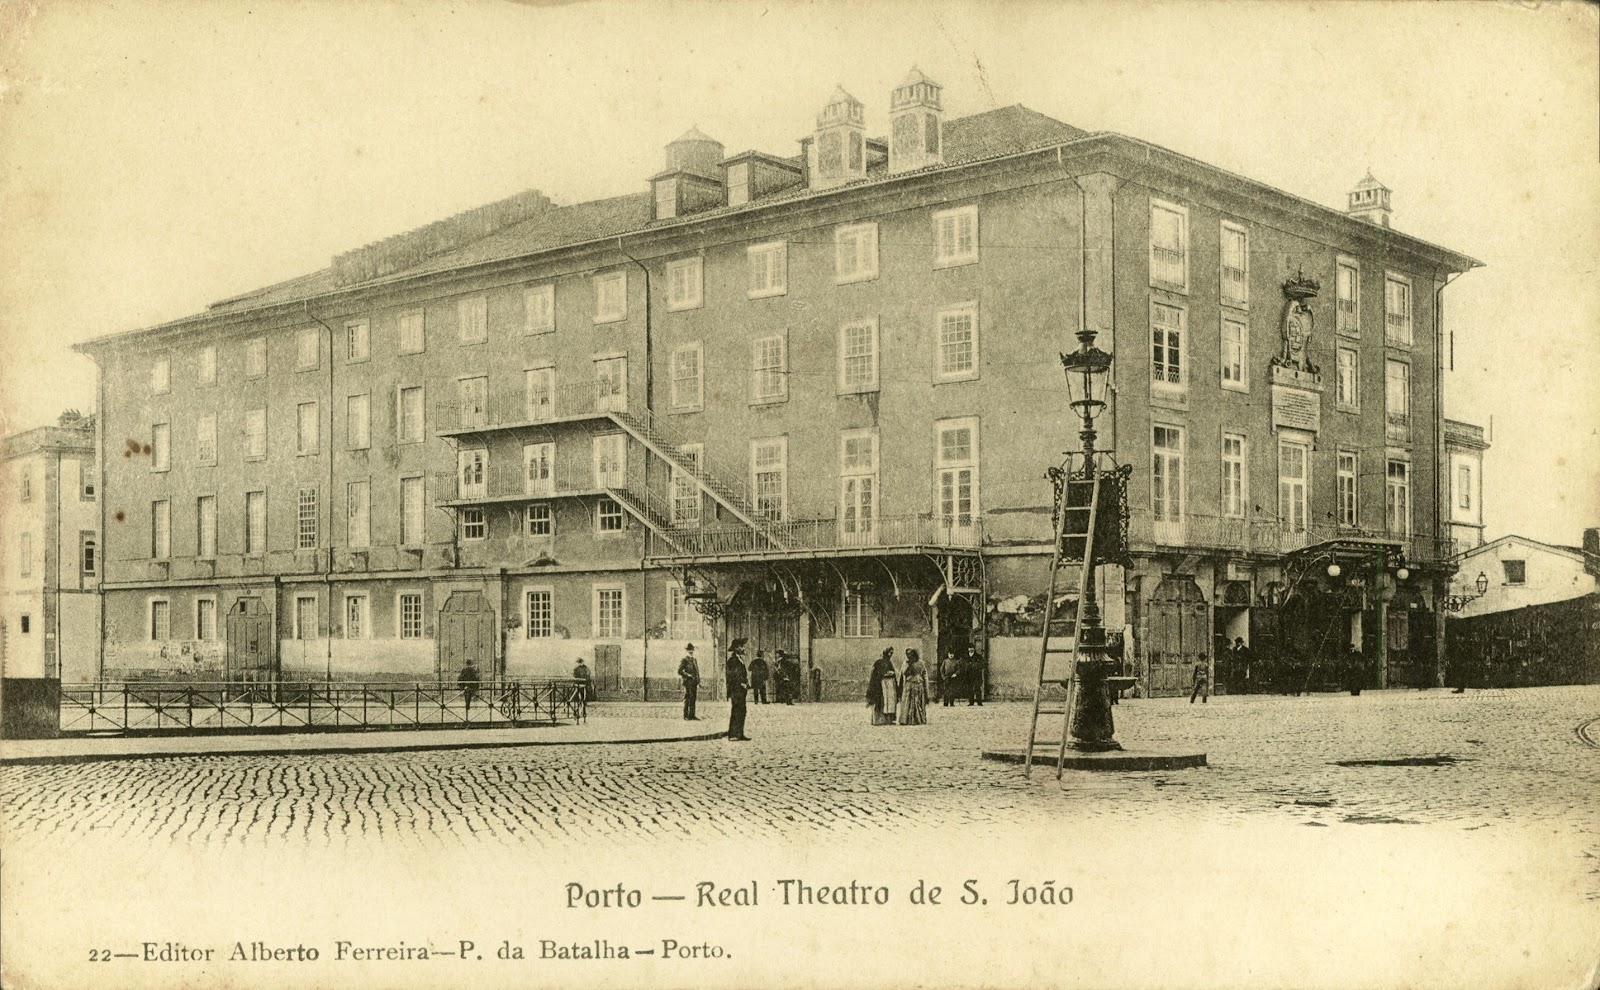 Porto — Real Theatro de S. João
22—Editor Alberto Ferreira—P. da Batalha—Porto.